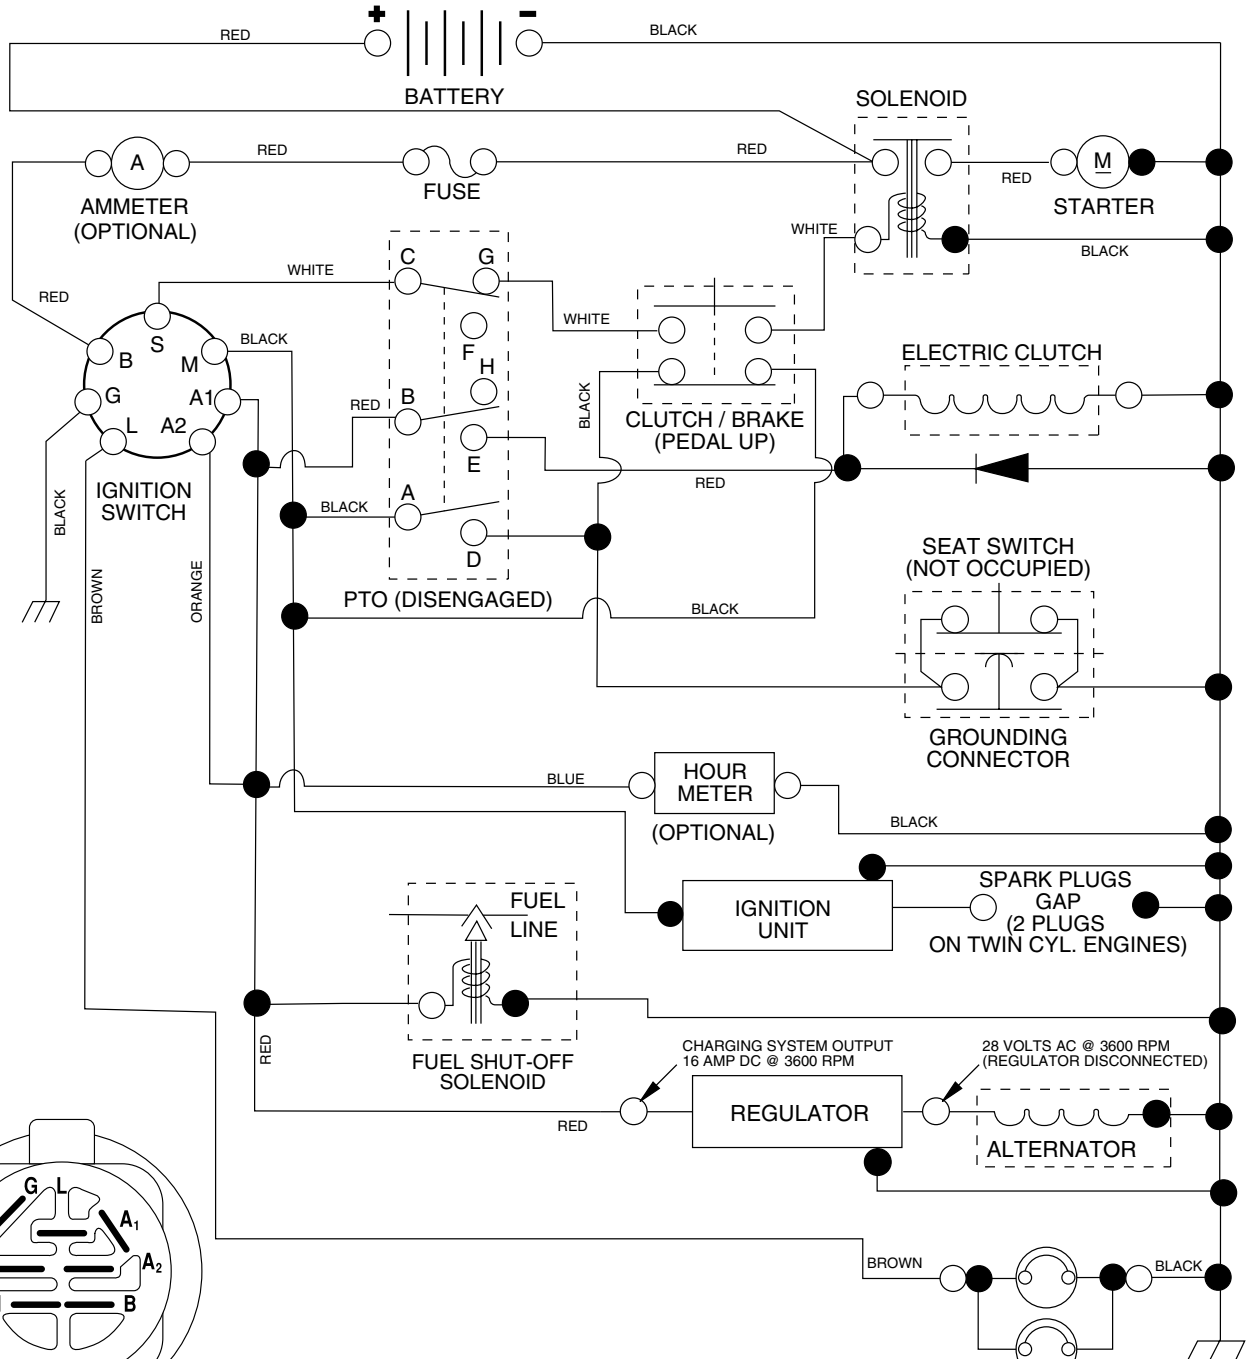 + -
RED
BLACK
BATTERY
SOLENOID
A
RED
RED
M
FUSE
RED
AMMETER
(OPTIONAL)
STARTER
WHITE
BLACK
C G
WHITE
RED
S
WHITE
F
BLACK
B
M
H
ELECTRIC CLUTCH
G
A1
RED
B
BLACK
CLUTCH / BRAKE
(PEDAL UP)
L
A2
E
RED
IGNITION
SWITCH
BLACK
A
BLACK
D
SEAT SWITCH
(NOT OCCUPIED)
BROWN
ORANGE
PTO (DISENGAGED)
BLACK
GROUNDING
CONNECTOR
BLUE
HOUR
METER
(OPTIONAL)
BLACK
FUEL
LINE
IGNITION
UNIT
SPARK PLUGS
GAP
(2 PLUGS
ON TWIN CYL. ENGINES)
RED
FUEL SHUT-OFF
SOLENOID
CHARGING SYSTEM OUTPUT
16 AMP DC @ 3600 RPM
28 VOLTS AC @ 3600 RPM
(REGULATOR DISCONNECTED)
RED
REGULATOR
ALTERNATOR
G L
A1
A2
B
BROWN
BLACK